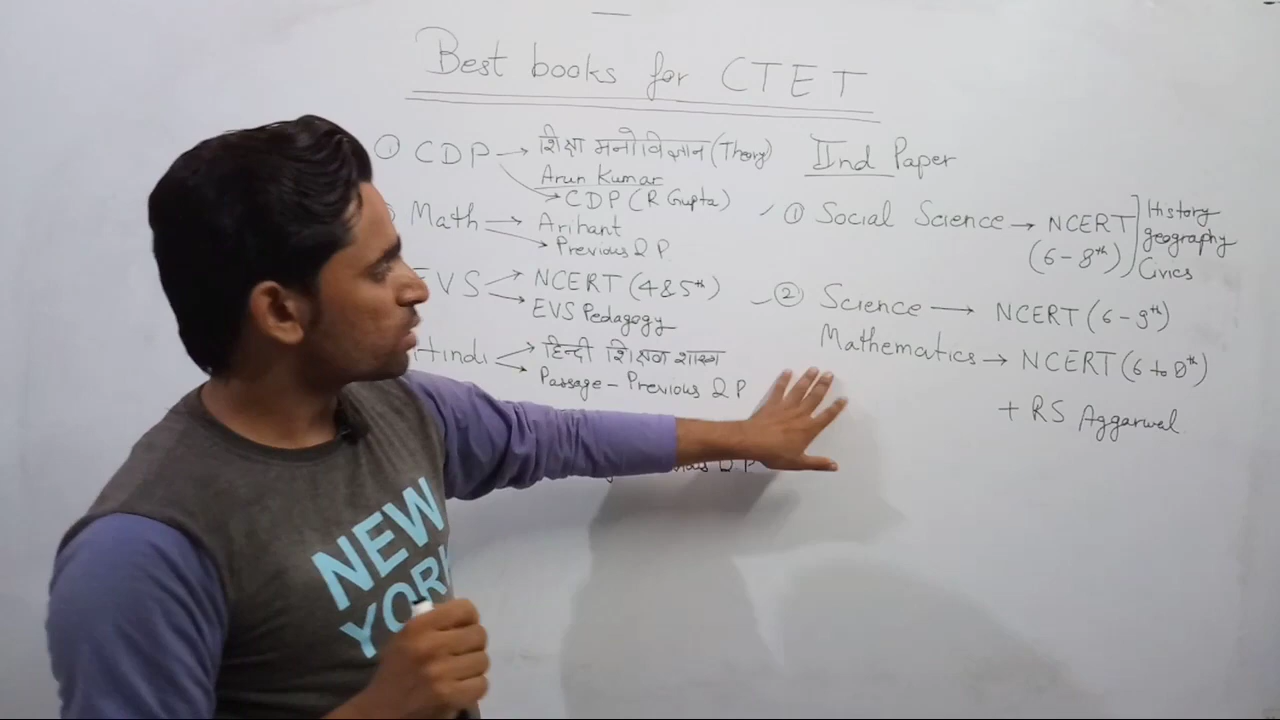 Best books for CTET
① CDP → शिक्षा मनोविज्ञान (Theory)
Arun Kumar
→ CDP (R Gupta)
Math → Arihant
→ Previous Q P
EVS → NCERT (4&5th)
→ EVS Pedagogy
Hindi → हिन्दी शिक्षण शास्त्र
→ Passage - Previous Q P
Q P
IInd Paper
① Social Science → NCERT
(6-8th)
History
geography
Civics
② Science → NCERT (6-8th)
Mathematics → NCERT (6 to 8th)
+ RS Aggarwal
NEW
YORK